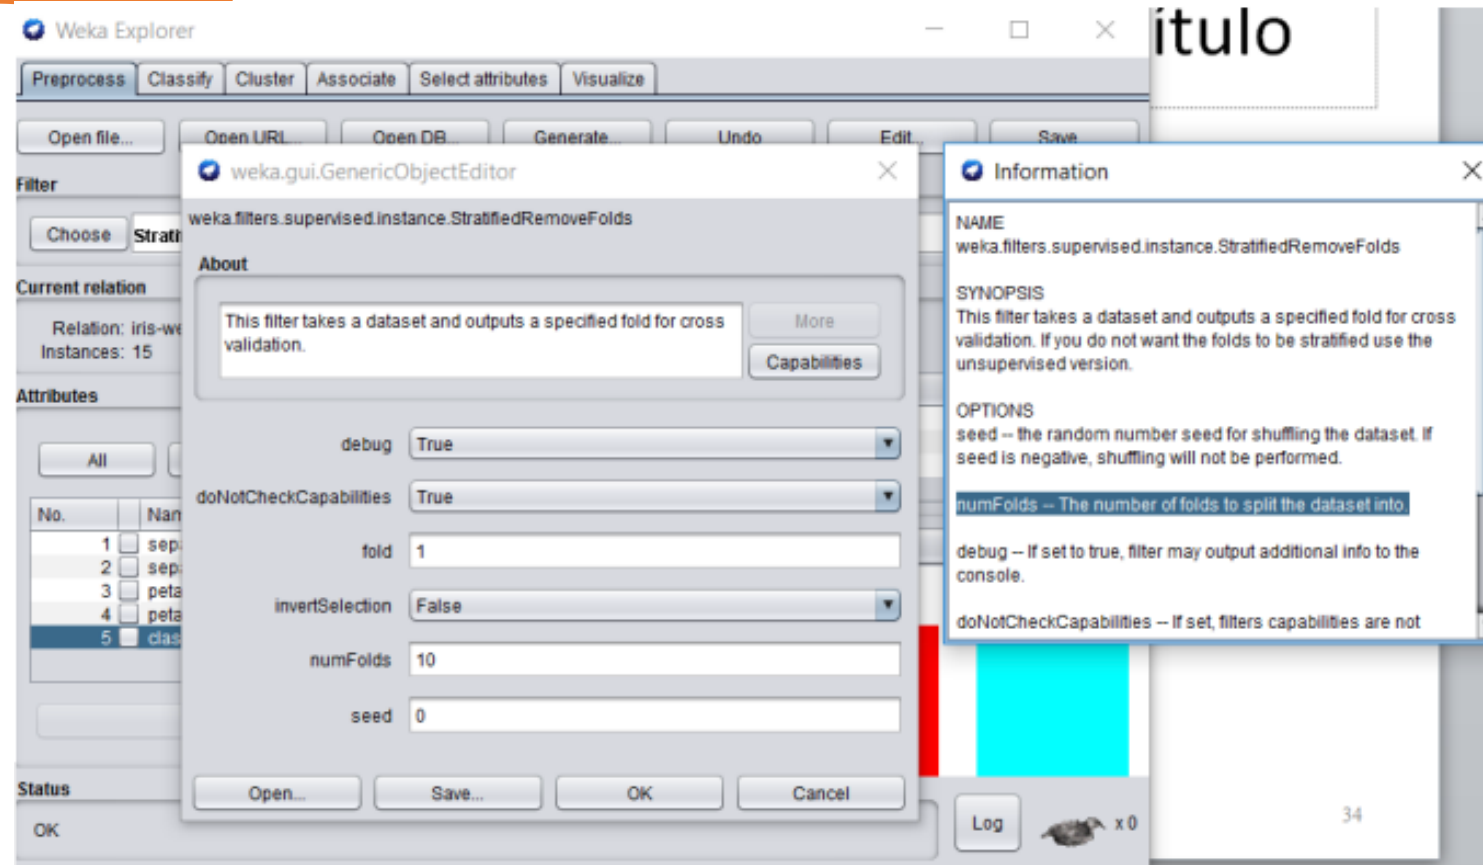 Weka Explorer
ítulo
Preprocess Classify Cluster Associate Select attributes Visualize
Open file... Open URL... Open DB... Generate... Undo Edit... Save
Filter
Choose Strati
Current relation
Relation: iris-we
Instances: 15
Attributes
All
No. Nan
1 sep
2 sep
3 peta
4 peta
5 clas
Status
OK
Log x 0
34
weka.gui.GenericObjectEditor
weka.filters.supervised.instance.StratifiedRemoveFolds
About
This filter takes a dataset and outputs a specified fold for cross
validation.
More
Capabilities
debug True
doNotCheckCapabilities True
fold 1
invertSelection False
numFolds 10
seed 0
Open... Save... OK Cancel
Information
NAME
weka.filters.supervised.instance.StratifiedRemoveFolds
SYNOPSIS
This filter takes a dataset and outputs a specified fold for cross
validation. If you do not want the folds to be stratified use the
unsupervised version.
OPTIONS
seed -- the random number seed for shuffling the dataset. If
seed is negative, shuffling will not be performed.
numFolds -- The number of folds to split the dataset into.
debug -- If set to true, filter may output additional info to the
console.
doNotCheckCapabilities -- If set, filters capabilities are not